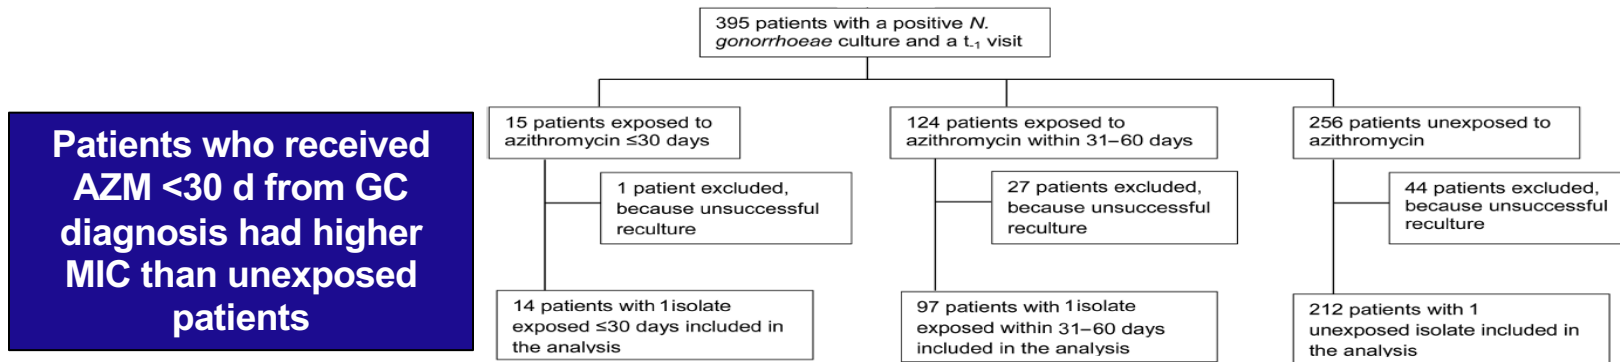 395 patients with a positive N.
gonorrhoeae culture and a t-1 visit
Patients who received
AZM <30 d from GC
diagnosis had higher
MIC than unexposed
patients
15 patients exposed to
azithromycin ≤30 days
124 patients exposed to
azithromycin within 31–60 days
256 patients unexposed to
azithromycin
1 patient excluded,
because unsuccessful
reculture
27 patients excluded,
because unsuccessful
reculture
44 patients excluded,
because unsuccessful
reculture
14 patients with 1 isolate
exposed ≤30 days included in
the analysis
97 patients with 1 isolate
exposed within 31–60 days
included in the analysis
212 patients with 1
unexposed isolate included in
the analysis